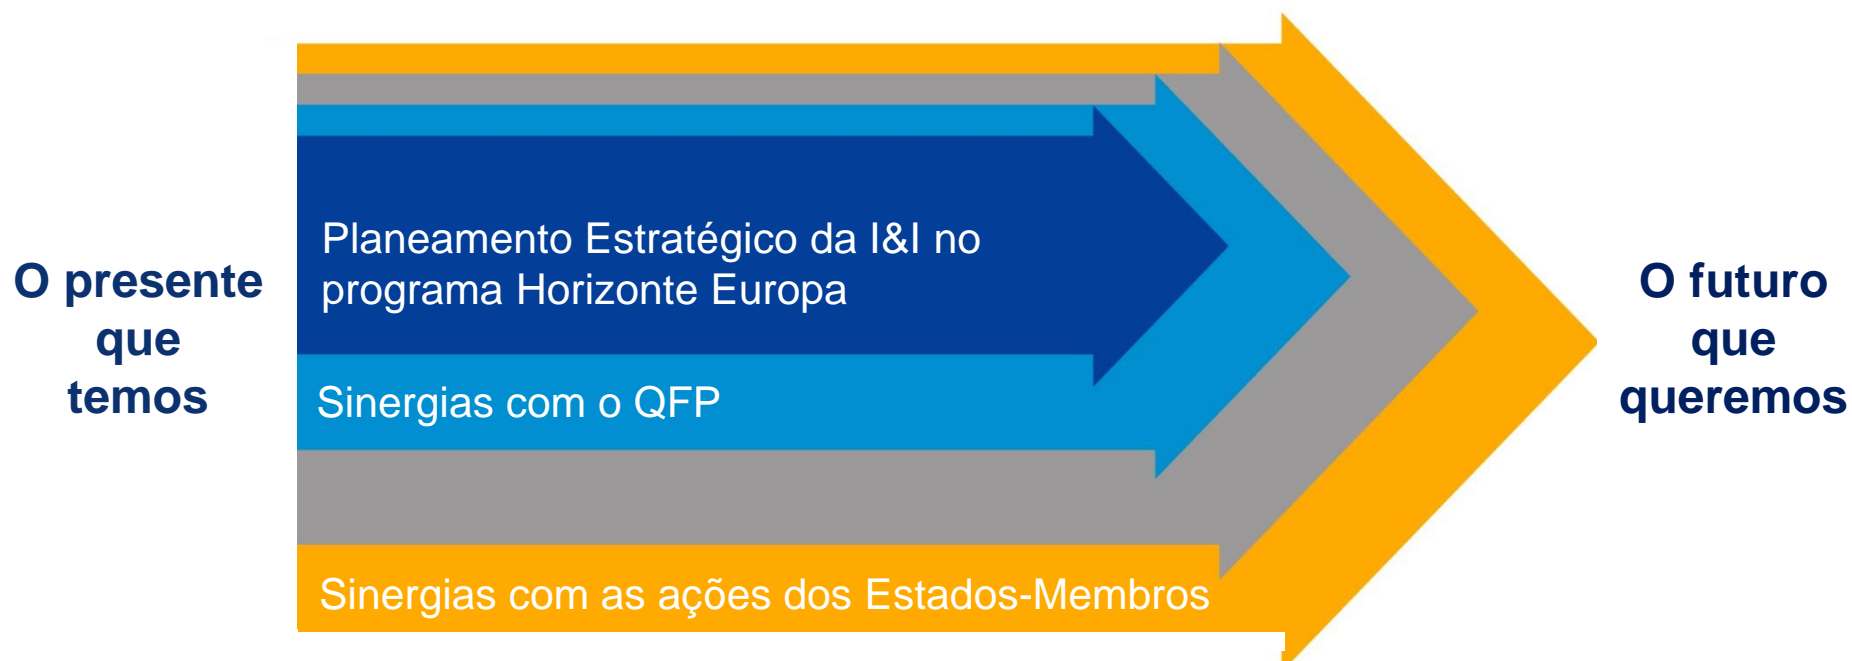 O presente
que
temos
Planeamento Estratégico da I&I no
programa Horizonte Europa
Sinergias com o QFP
Sinergias com as ações dos Estados-Membros
O futuro
que
queremos